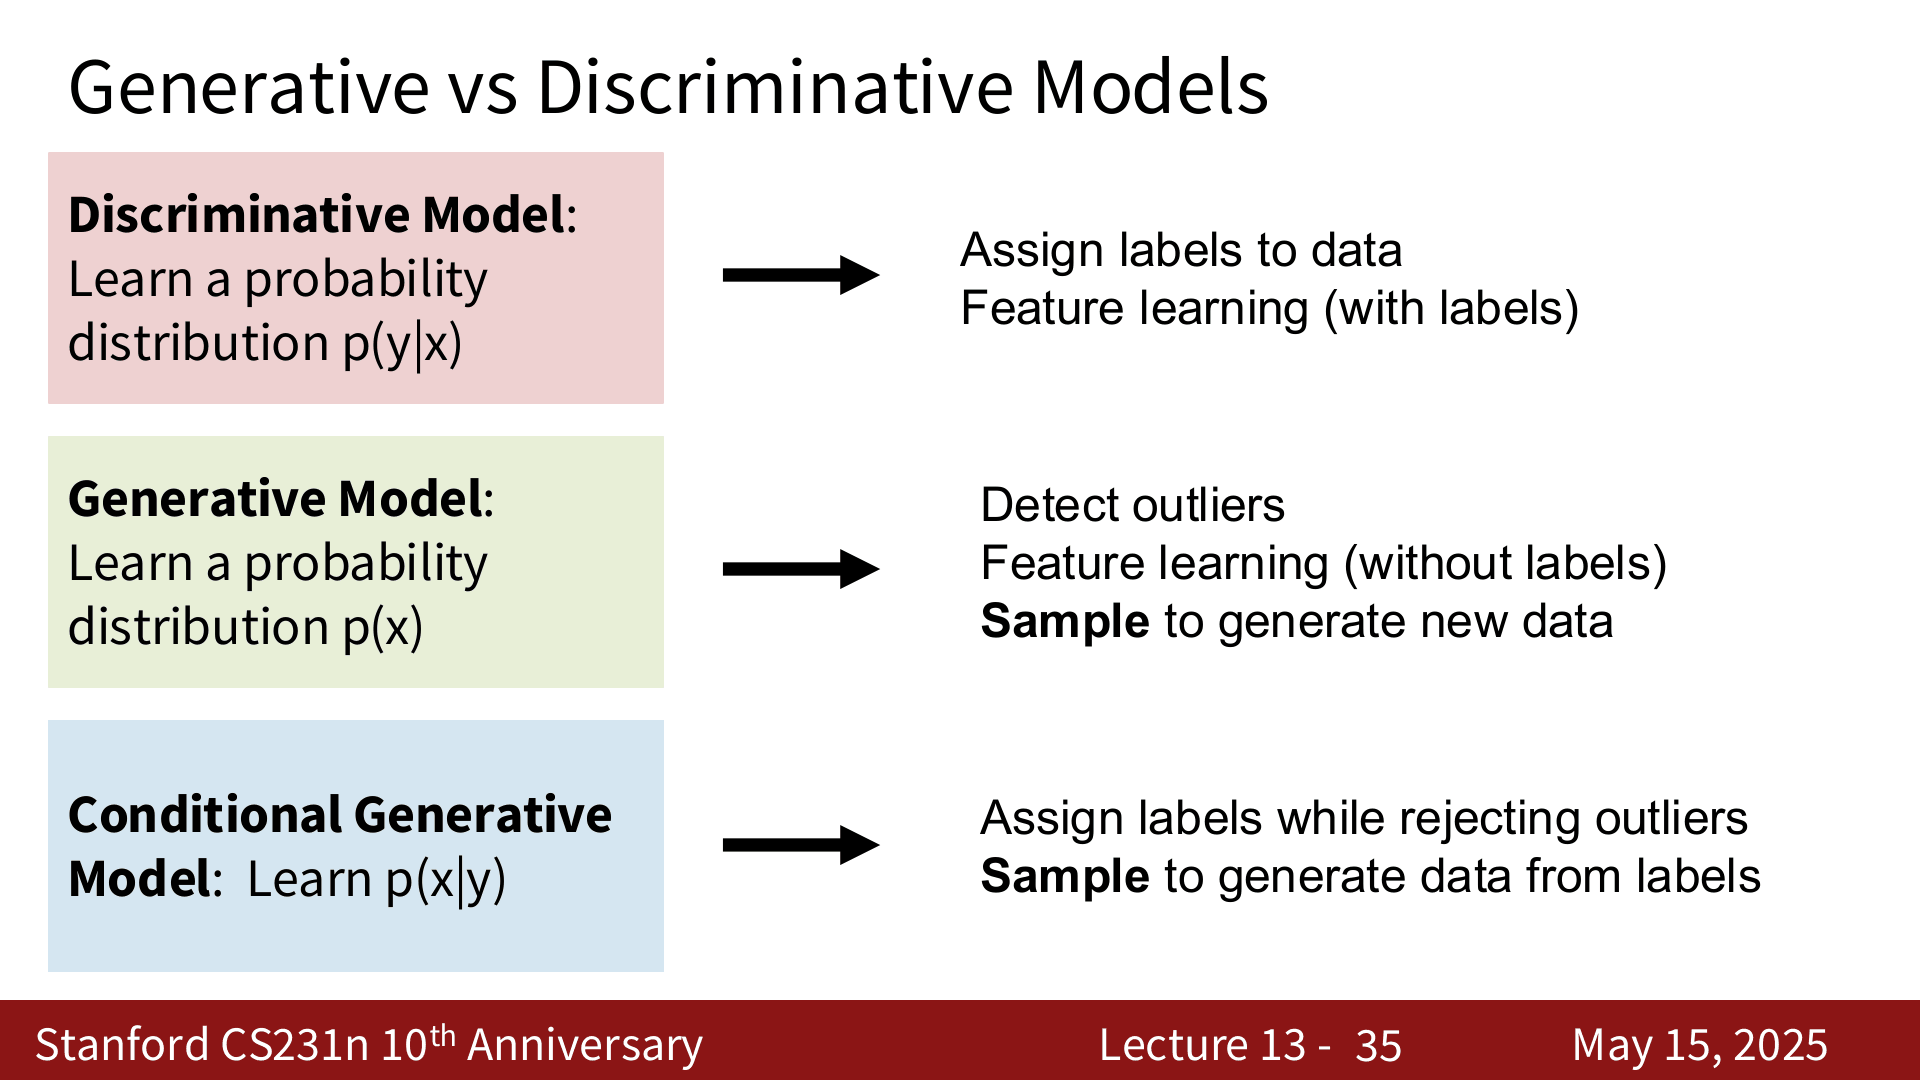 Generative vs Discriminative Models
Discriminative Model:
Learn a probability
distribution p(y|x)
Assign labels to data
Feature learning (with labels)
Generative Model:
Learn a probability
distribution p(x)
Detect outliers
Feature learning (without labels)
Sample to generate new data
Conditional Generative
Model:  Learn p(x|y)
Assign labels while rejecting outliers
Sample to generate data from labels
Stanford CS231n 10th Anniversary
Lecture 13 - 35
May 15, 2025